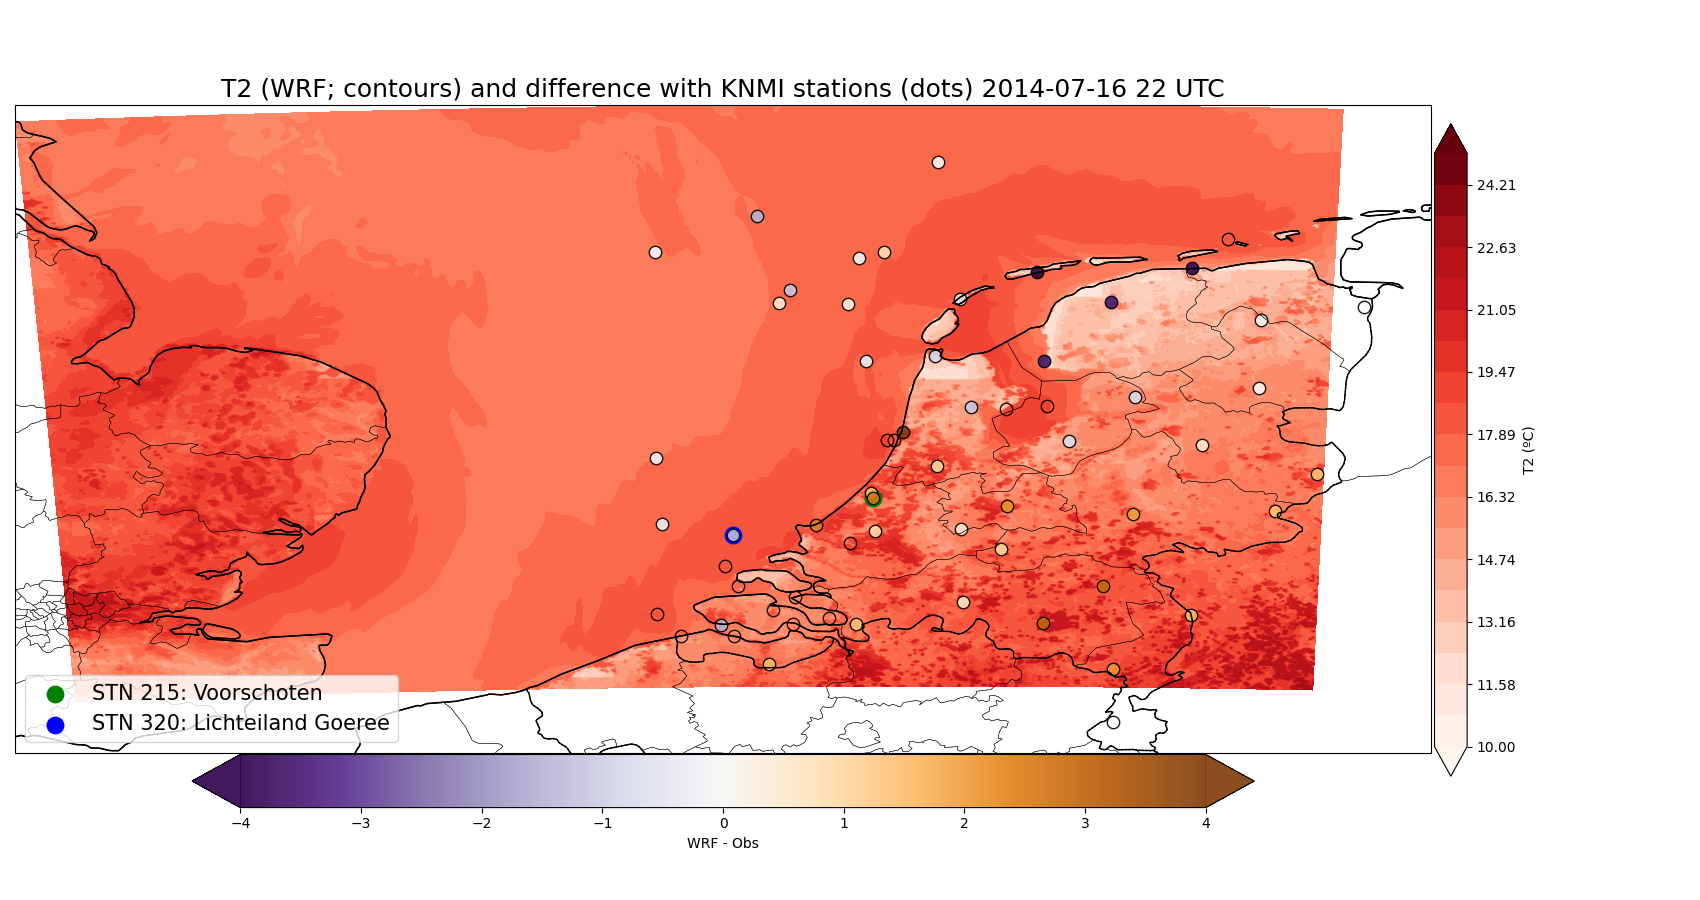 T2 (WRF; contours) and difference with KNMI stations (dots) 2014-07-16 22 UTC
24.21
22.63
21.05
19.47
17.89
16.32
14.74
13.16
11.58
10.00
T2 (ºC)
STN 215: Voorschoten
STN 320: Lichteiland Goeree
−4 −3 −2 −1 0 1 2 3 4
WRF - Obs